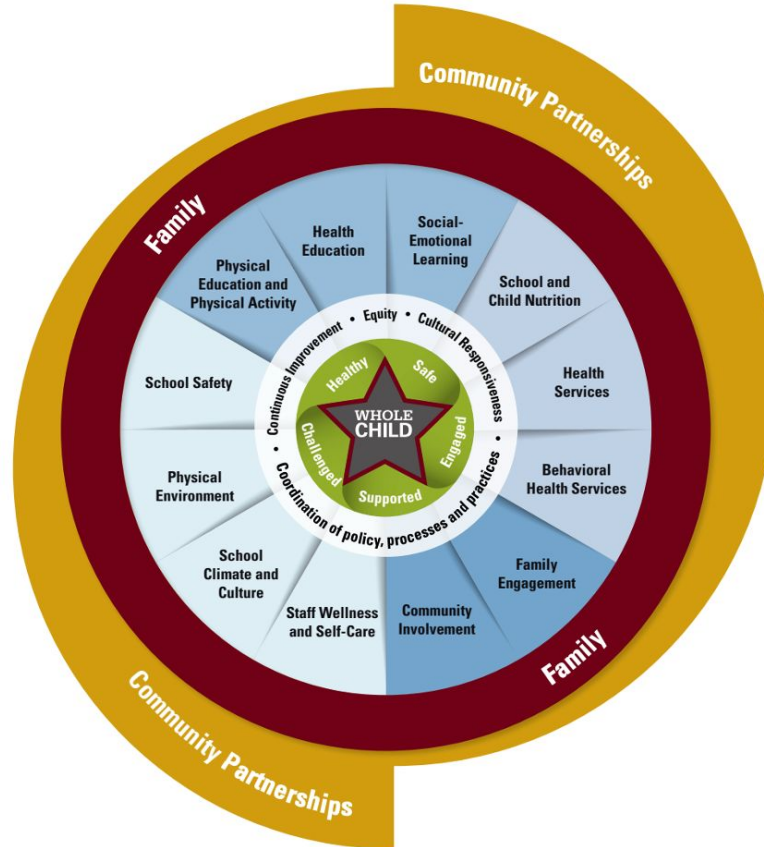 Community Partnerships
Family
Health
Education
Social-
Emotional
Learning
Physical
Education and
Physical Activity
School and
Child Nutrition
School Safety
Health
Services
Physical
Environment
Behavioral
Health Services
School
Climate and
Culture
Family
Engagement
Staff Wellness
and Self-Care
Community
Involvement
• Continuous Improvement • Equity • Cultural Responsiveness •
Coordination of policy, processes and practices
Healthy
Safe
Engaged
Supported
Challenged
WHOLE
CHILD
Family
Community Partnerships